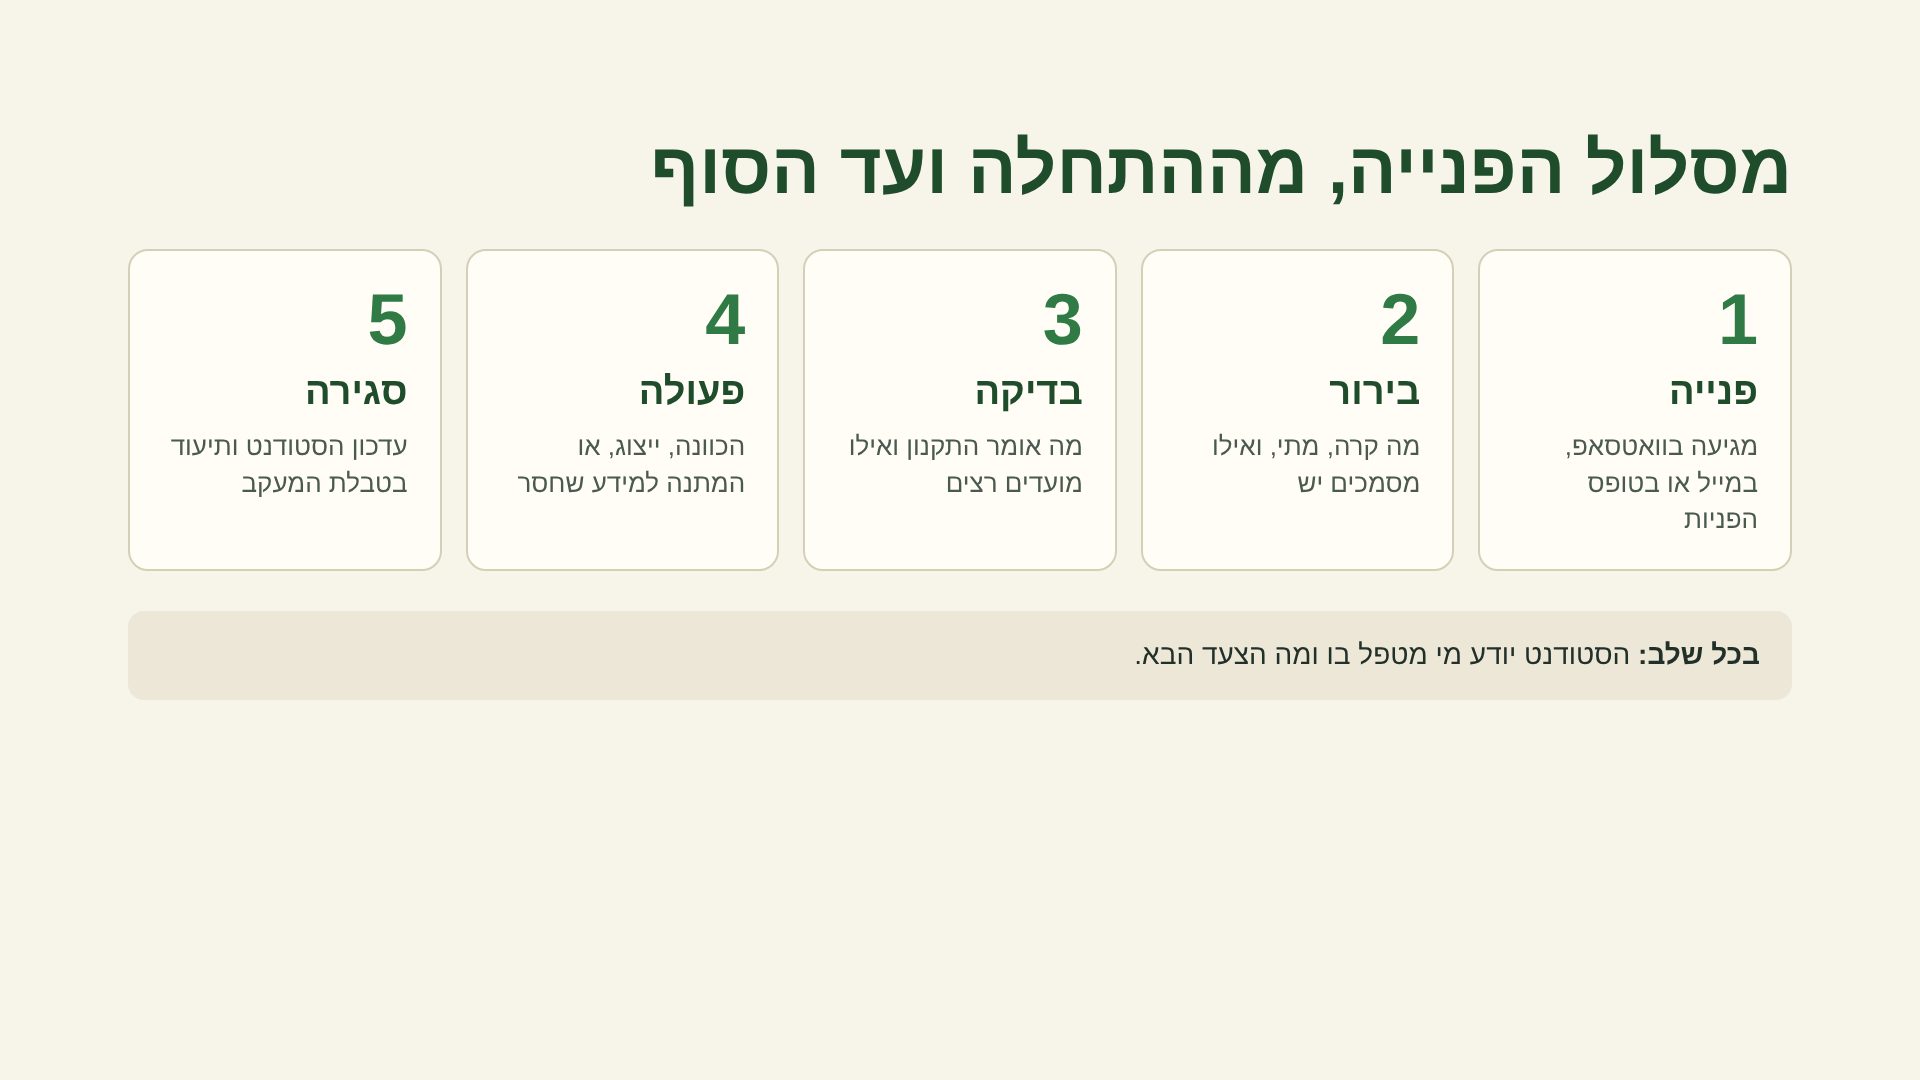 מסלול הפנייה, מההתחלה ועד הסוף
1
פנייה
מגיעה בוואטסאפ,
במייל או בטופס
הפניות
2
בירור
מה קרה, מתי, ואילו
מסמכים יש
3
בדיקה
מה אומר התקנון ואילו
מועדים רצים
4
פעולה
הכוונה, ייצוג, או
המתנה למידע שחסר
5
סגירה
עדכון הסטודנט ותיעוד
בטבלת המעקב
בכל שלב: הסטודנט יודע מי מטפל בו ומה הצעד הבא.